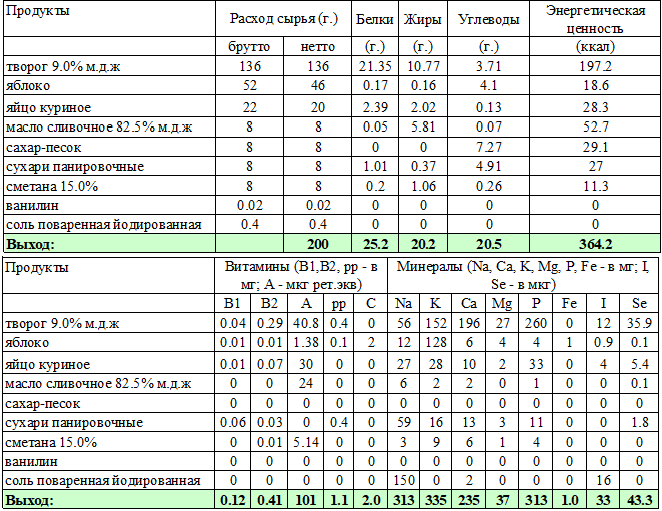 Продукты Расход сырья (г.) Белки Жиры Углеводы Энергетическая ценность
брутто нетто (г.) (г.) (г.) (ккал)
творог 9.0% м.д.ж 136 136 21.35 10.77 3.71 197.2
яблоко 52 46 0.17 0.16 4.1 18.6
яйцо куриное 22 20 2.39 2.02 0.13 28.3
масло сливочное 82.5% м.д.ж 8 8 0.05 5.81 0.07 52.7
сахар-песок 8 8 0 0 7.27 29.1
сухари панировочные 8 8 1.01 0.37 4.91 27
сметана 15.0% 8 8 0.2 1.06 0.26 11.3
ванилин 0.02 0.02 0 0 0 0
соль поваренная йодированная 0.4 0.4 0 0 0 0
Выход: 200 25.2 20.2 20.5 364.2
Продукты Витамины (В1,В2, рр - в мг; А - мкг рет.экв) Минералы (Na, Ca, K, Mg, P, Fe - в мг; I, Se - в мкг)
В1 В2 А рр С Na K Ca Mg P Fe I Se
творог 9.0% м.д.ж 0.04 0.29 40.8 0.4 0 56 152 196 27 260 0 12 35.9
яблоко 0.01 0.01 1.38 0.1 2 12 128 6 4 4 1 0.9 0.1
яйцо куриное 0.01 0.07 30 0 0 27 28 10 2 33 0 4 5.4
масло сливочное 82.5% м.д.ж 0 0 24 0 0 6 2 2 0 1 0 0 0.1
сахар-песок 0 0 0 0 0 0 0 0 0 0 0 0 0
сухари панировочные 0.06 0.03 0 0.4 0 59 16 13 3 11 0 0 1.8
сметана 15.0% 0 0.01 5.14 0 0 3 9 6 1 4 0 0 0
ванилин 0 0 0 0 0 0 0 0 0 0 0 0 0
соль поваренная йодированная 0 0 0 0 0 150 0 2 0 0 0 16 0
Выход: 0.12 0.41 101 1.1 2.0 313 335 235 37 313 1.0 33 43.3